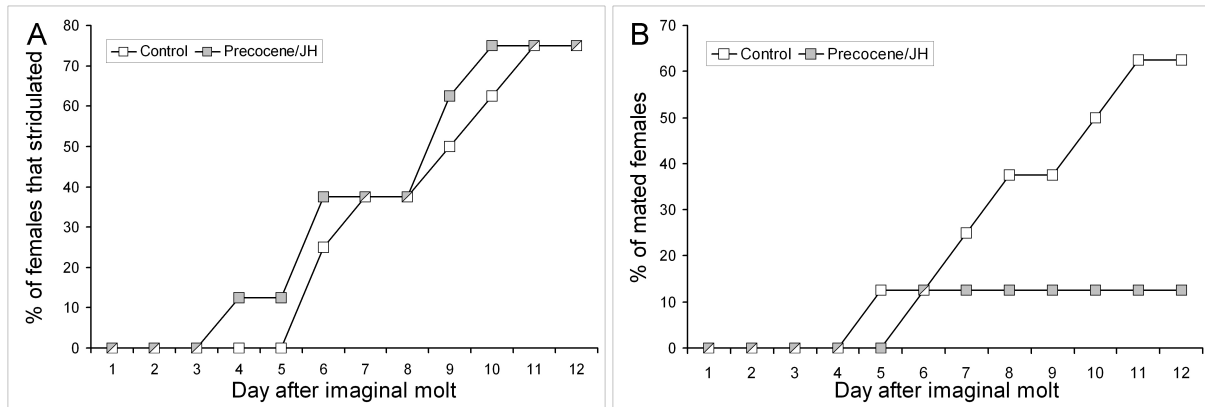 A
% of females that stridulated
80
70
60
50
40
30
20
10
0
Control Precocene/JH
1 2 3 4 5 6 7 8 9 10 11 12
Day after imaginal molt
B
% of mated females
70
60
50
40
30
20
10
0
Control Precocene/JH
1 2 3 4 5 6 7 8 9 10 11 12
Day after imaginal molt